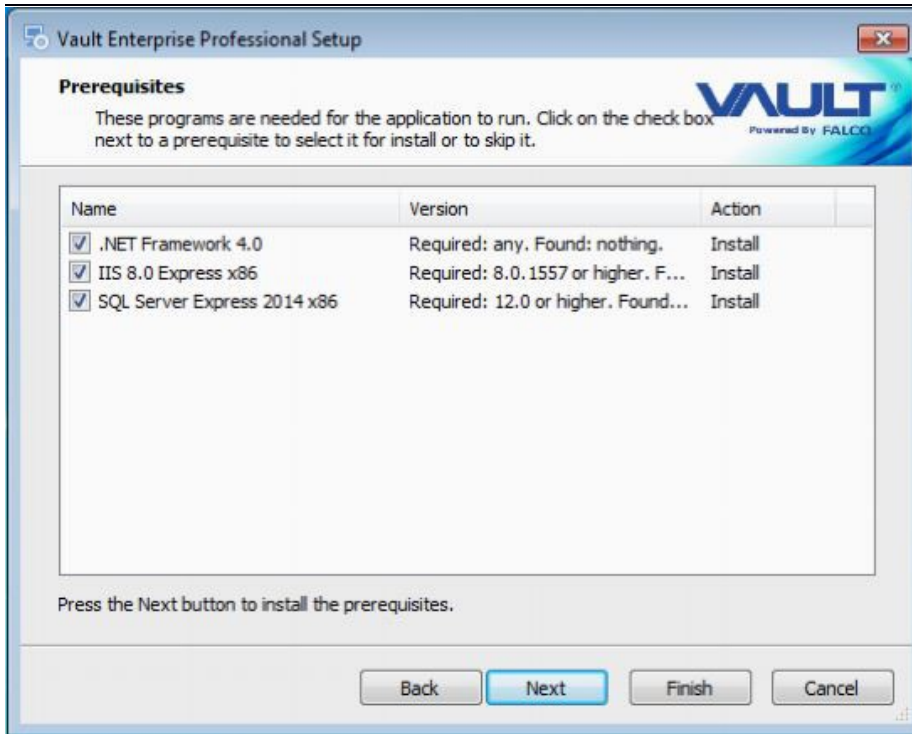 Vault Enterprise Professional Setup
Prerequisites
These programs are needed for the application to run. Click on the check box
next to a prerequisite to select it for install or to skip it.
VAULT
Powered By FALCO
Name Version Action
.NET Framework 4.0 Required: any. Found: nothing. Install
IIS 8.0 Express x86 Required: 8.0.1557 or higher. F... Install
SQL Server Express 2014 x86 Required: 12.0 or higher. Found... Install
Press the Next button to install the prerequisites.
Back Next Finish Cancel